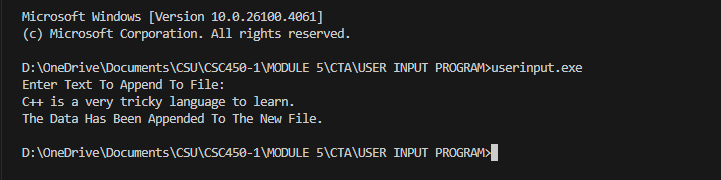 Microsoft Windows [Version 10.0.26100.4061]
(c) Microsoft Corporation. All rights reserved.
D:\OneDrive\Documents\CSU\CSC450-1\MODULE 5\CTA\USER INPUT PROGRAM>userinput.exe
Enter Text To Append To File:
C++ is a very tricky language to learn.
The Data Has Been Appended To The New File.
D:\OneDrive\Documents\CSU\CSC450-1\MODULE 5\CTA\USER INPUT PROGRAM>